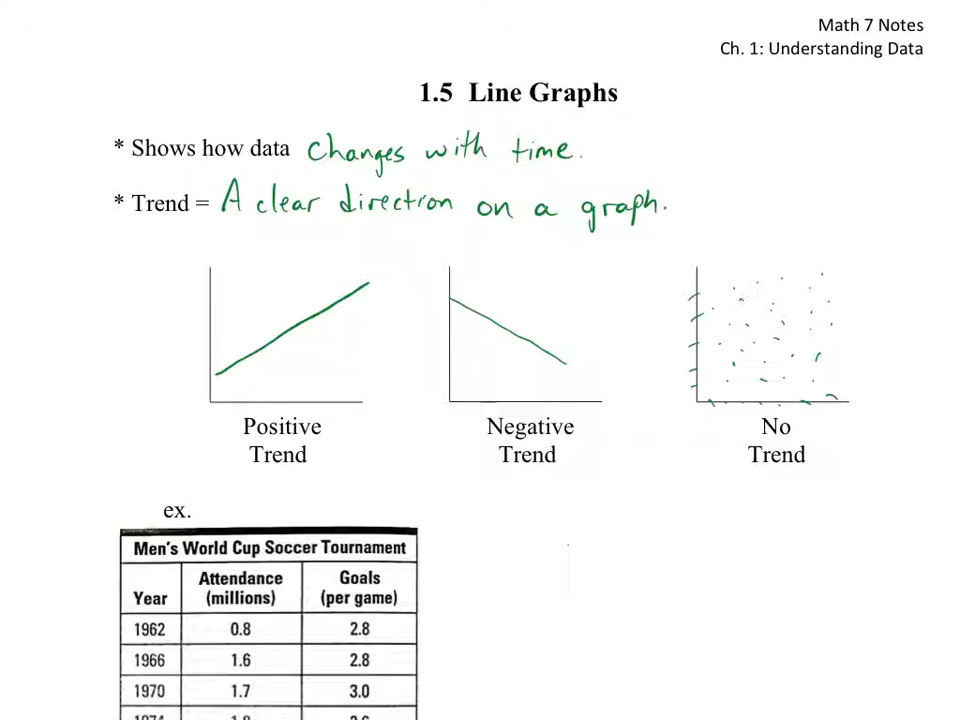 Math 7 Notes
Ch. 1: Understanding Data
1.5 Line Graphs
* Shows how data changes with time.
* Trend = A clear direction on a graph.
Positive Trend
Negative Trend
No Trend
ex.
Men's World Cup Soccer Tournament
Year Attendance (millions) Goals (per game)
1962 0.8 2.8
1966 1.6 2.8
1970 1.7 3.0